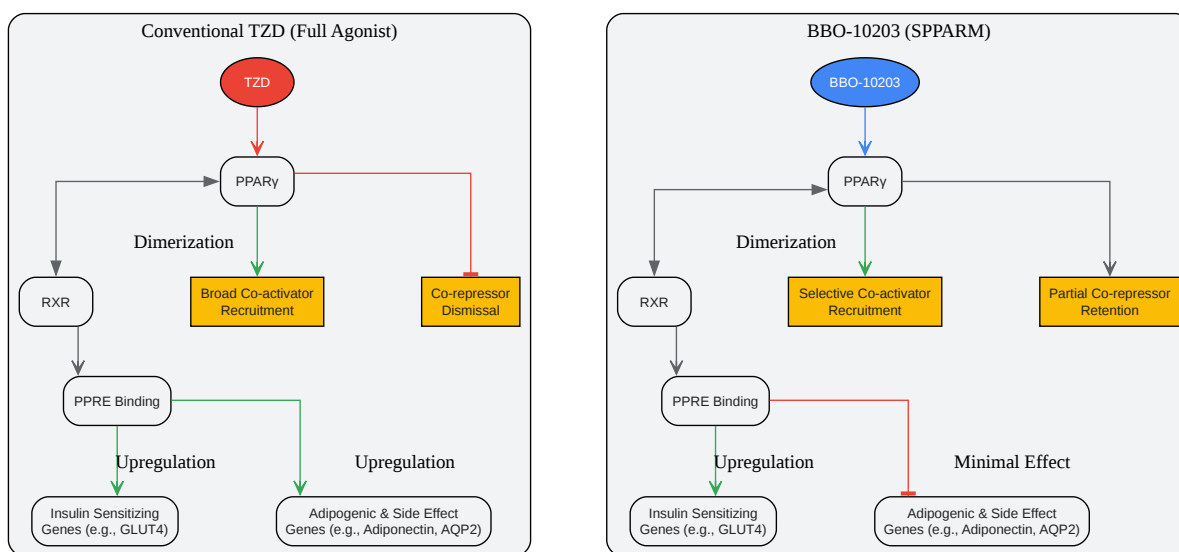 Conventional TZD (Full Agonist)
TZD
PPARγ
Dimerization
RXR
Broad Co-activator
Recruitment
Co-repressor
Dismissal
PPRE Binding
Upregulation
Upregulation
Insulin Sensitizing
Genes (e.g., GLUT4)
Adipogenic & Side Effect
Genes (e.g., Adiponectin, AQP2)
BBO-10203 (SPPARM)
BBO-10203
PPARγ
Dimerization
RXR
Selective Co-activator
Recruitment
Partial Co-repressor
Retention
PPRE Binding
Upregulation
Minimal Effect
Insulin Sensitizing
Genes (e.g., GLUT4)
Adipogenic & Side Effect
Genes (e.g., Adiponectin, AQP2)